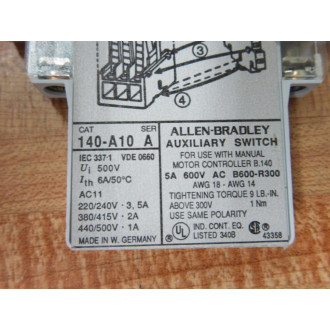 3
4
CAT SER
140-A10 A
IEC 337-1 VDE 0660
Ui 500V
Ith 6A/50°C
AC11
220/240V · 3,5A
380/415V · 2A
440/500V · 1A
MADE IN W. GERMANY
ALLEN-BRADLEY
AUXILIARY SWITCH
FOR USE WITH MANUAL
MOTOR CONTROLLER B.140
5A 600V AC B600-R300
AWG 18 - AWG 14
TIGHTENING TORQUE 9 LB.-IN.
ABOVE 300V 1 Nm
USE SAME POLARITY
UL IND. CONT. EQ.
LISTED 340B
43358